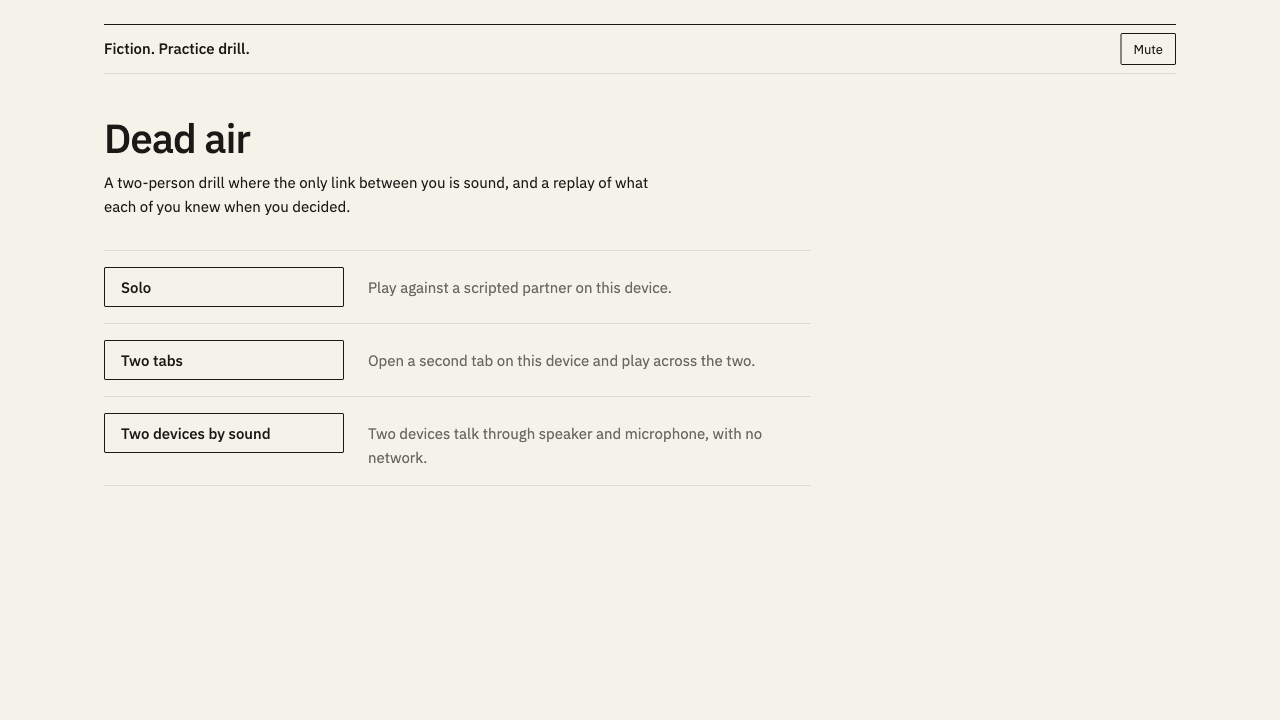 Fiction. Practice drill.
Mute
Dead air
A two-person drill where the only link between you is sound, and a replay of what
each of you knew when you decided.
Solo
Play against a scripted partner on this device.
Two tabs
Open a second tab on this device and play across the two.
Two devices by sound
Two devices talk through speaker and microphone, with no
network.